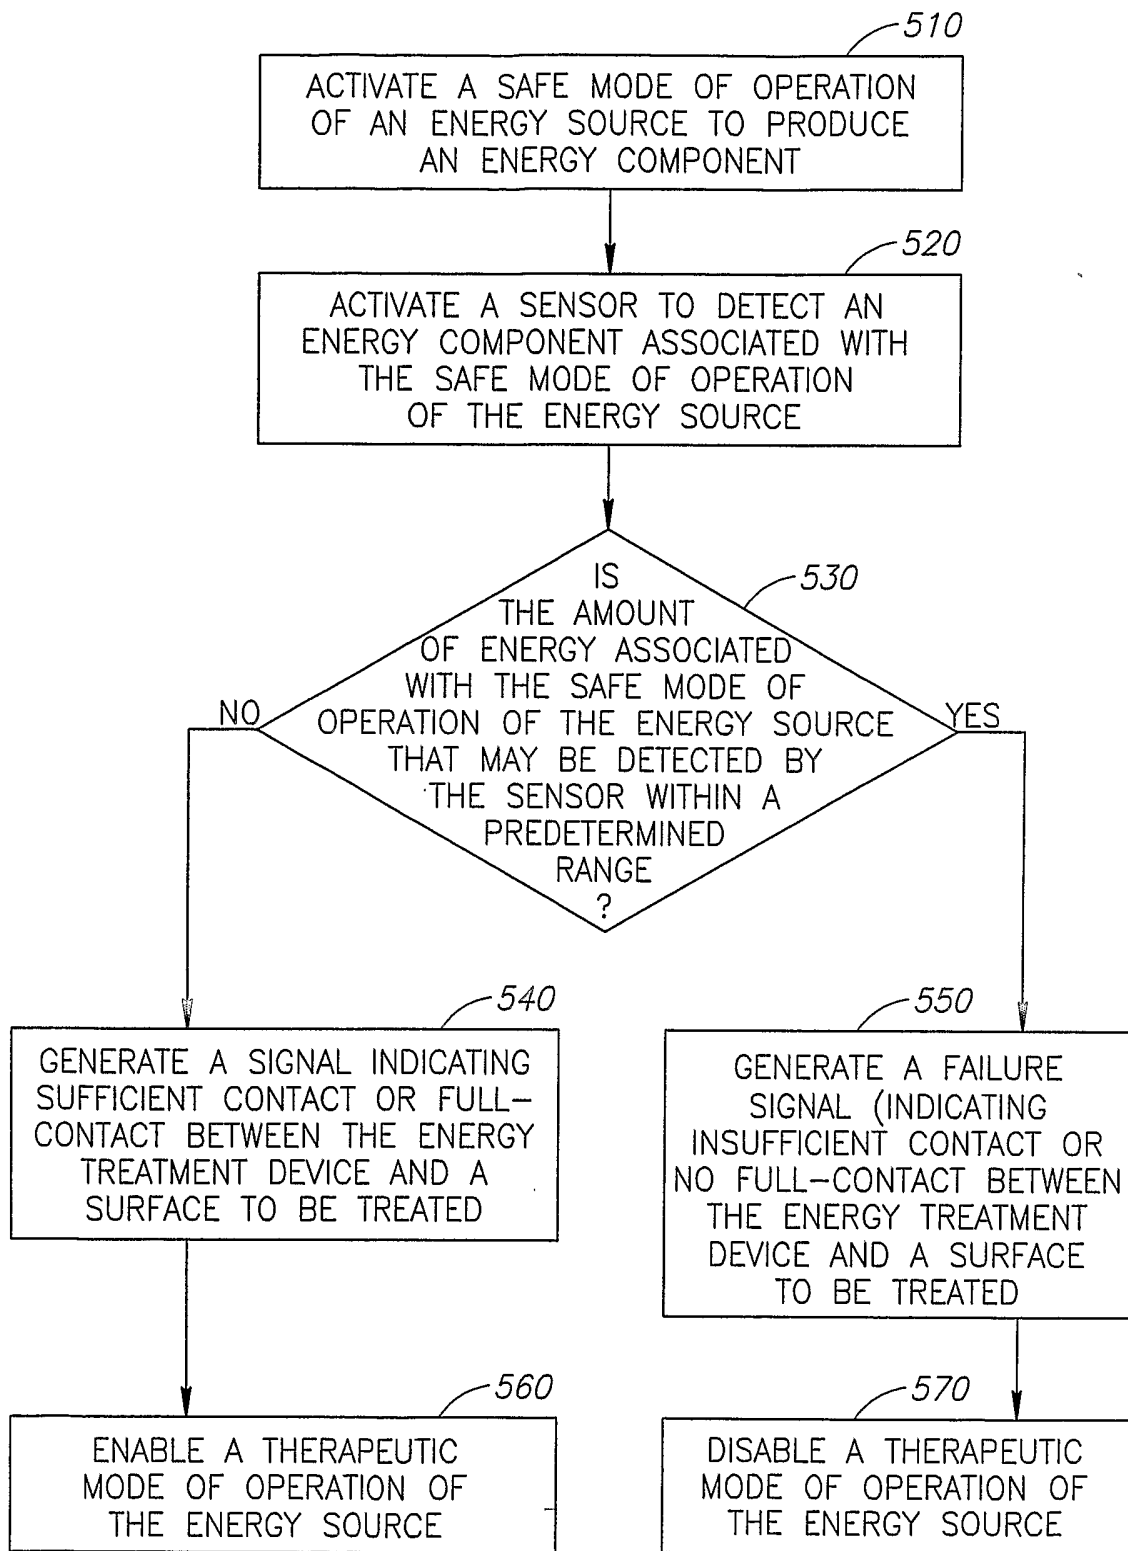 510
ACTIVATE A SAFE MODE OF OPERATION
OF AN ENERGY SOURCE TO PRODUCE
AN ENERGY COMPONENT
520
ACTIVATE A SENSOR TO DETECT AN
ENERGY COMPONENT ASSOCIATED WITH
THE SAFE MODE OF OPERATION
OF THE ENERGY SOURCE
530
IS
THE AMOUNT
OF ENERGY ASSOCIATED
WITH THE SAFE MODE OF
OPERATION OF THE ENERGY SOURCE
THAT MAY BE DETECTED BY
THE SENSOR WITHIN A
PREDETERMINED
RANGE
?
NO
YES
540
GENERATE A SIGNAL INDICATING
SUFFICIENT CONTACT OR FULL-
CONTACT BETWEEN THE ENERGY
TREATMENT DEVICE AND A
SURFACE TO BE TREATED
550
GENERATE A FAILURE
SIGNAL (INDICATING
INSUFFICIENT CONTACT OR
NO FULL-CONTACT BETWEEN
THE ENERGY TREATMENT
DEVICE AND A SURFACE
TO BE TREATED
560
ENABLE A THERAPEUTIC
MODE OF OPERATION OF
THE ENERGY SOURCE
570
DISABLE A THERAPEUTIC
MODE OF OPERATION OF
THE ENERGY SOURCE